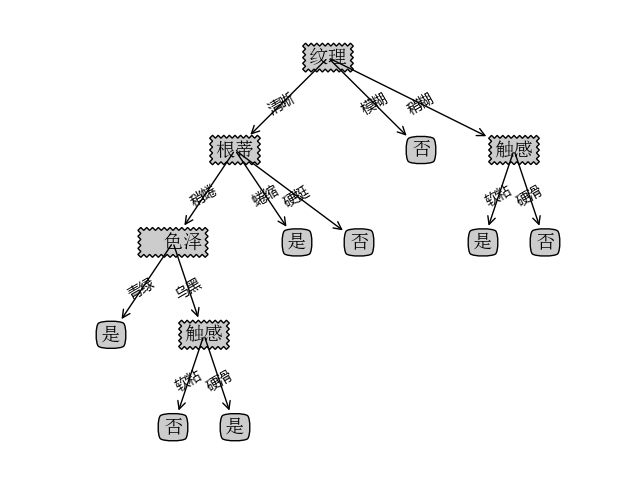 纹理
清晰
模糊
稍糊
根蒂
否
触感
稍蜷
蜷缩
硬挺
软粘
硬滑
色泽
是
否
是
否
青绿
乌黑
是
触感
软粘
硬滑
否
是